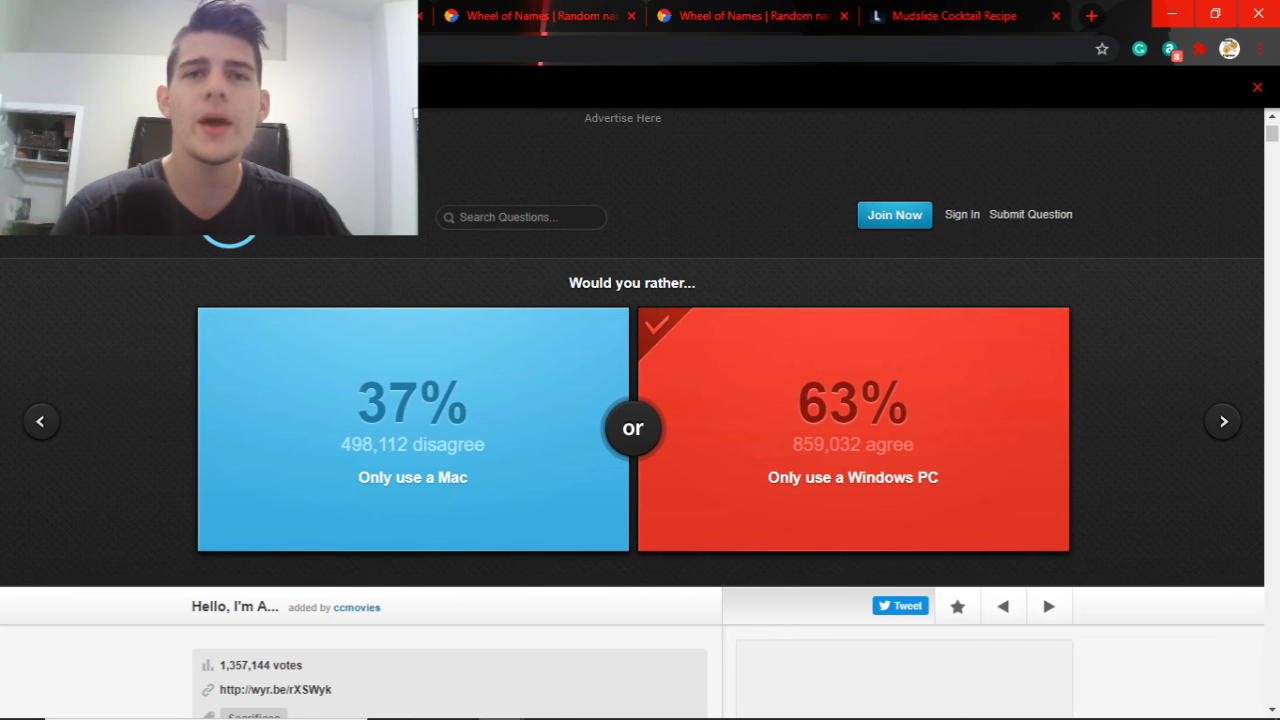 Wheel of Names | Random na
Wheel of Names | Random na
L Mudslide Cocktail Recipe
8
Advertise Here
Search Questions...
Join Now
Sign In
Submit Question
Would you rather...
37%
498,112 disagree
Only use a Mac
or
63%
859,032 agree
Only use a Windows PC
Hello, I'm A...
added by ccmovies
Tweet
1,357,144 votes
http://wyr.be/rXSWyk
Sacrifices